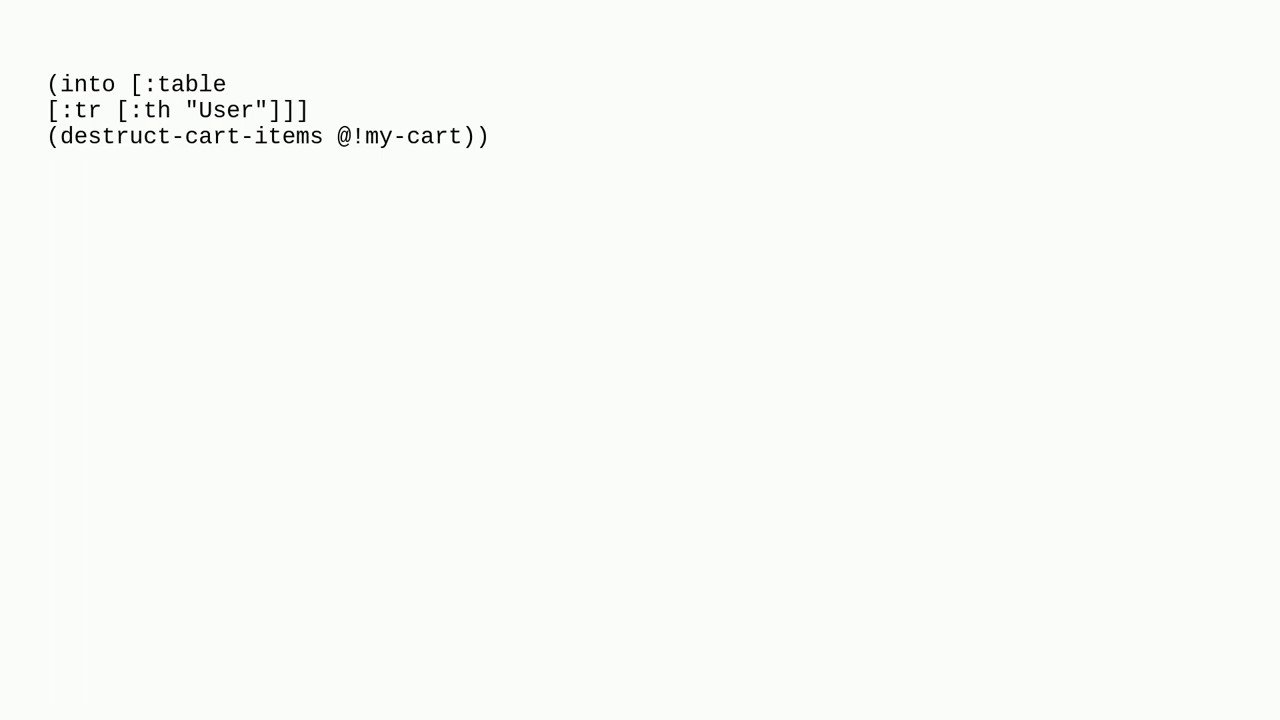 (into [:table
[:tr [:th "User"]]]
(destruct-cart-items @!my-cart))